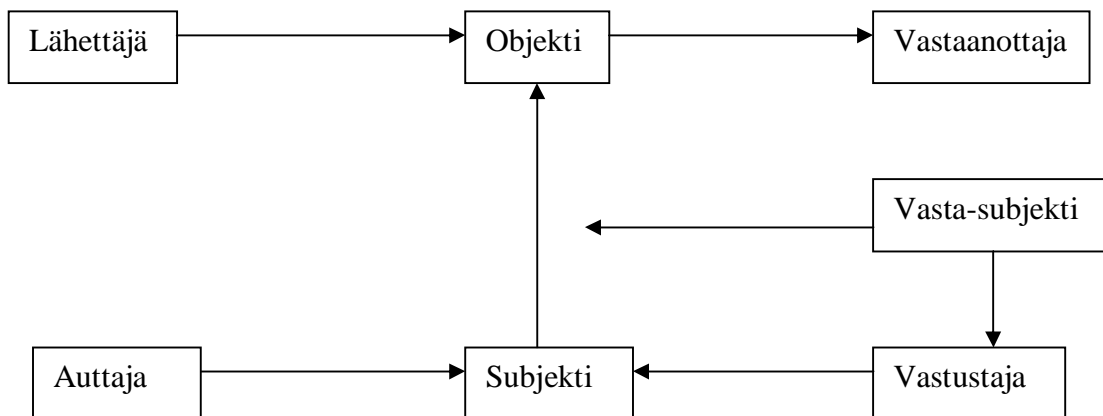 Lähettäjä
Objekti
Vastaanottaja
Vasta-subjekti
Auttaja
Subjekti
Vastustaja